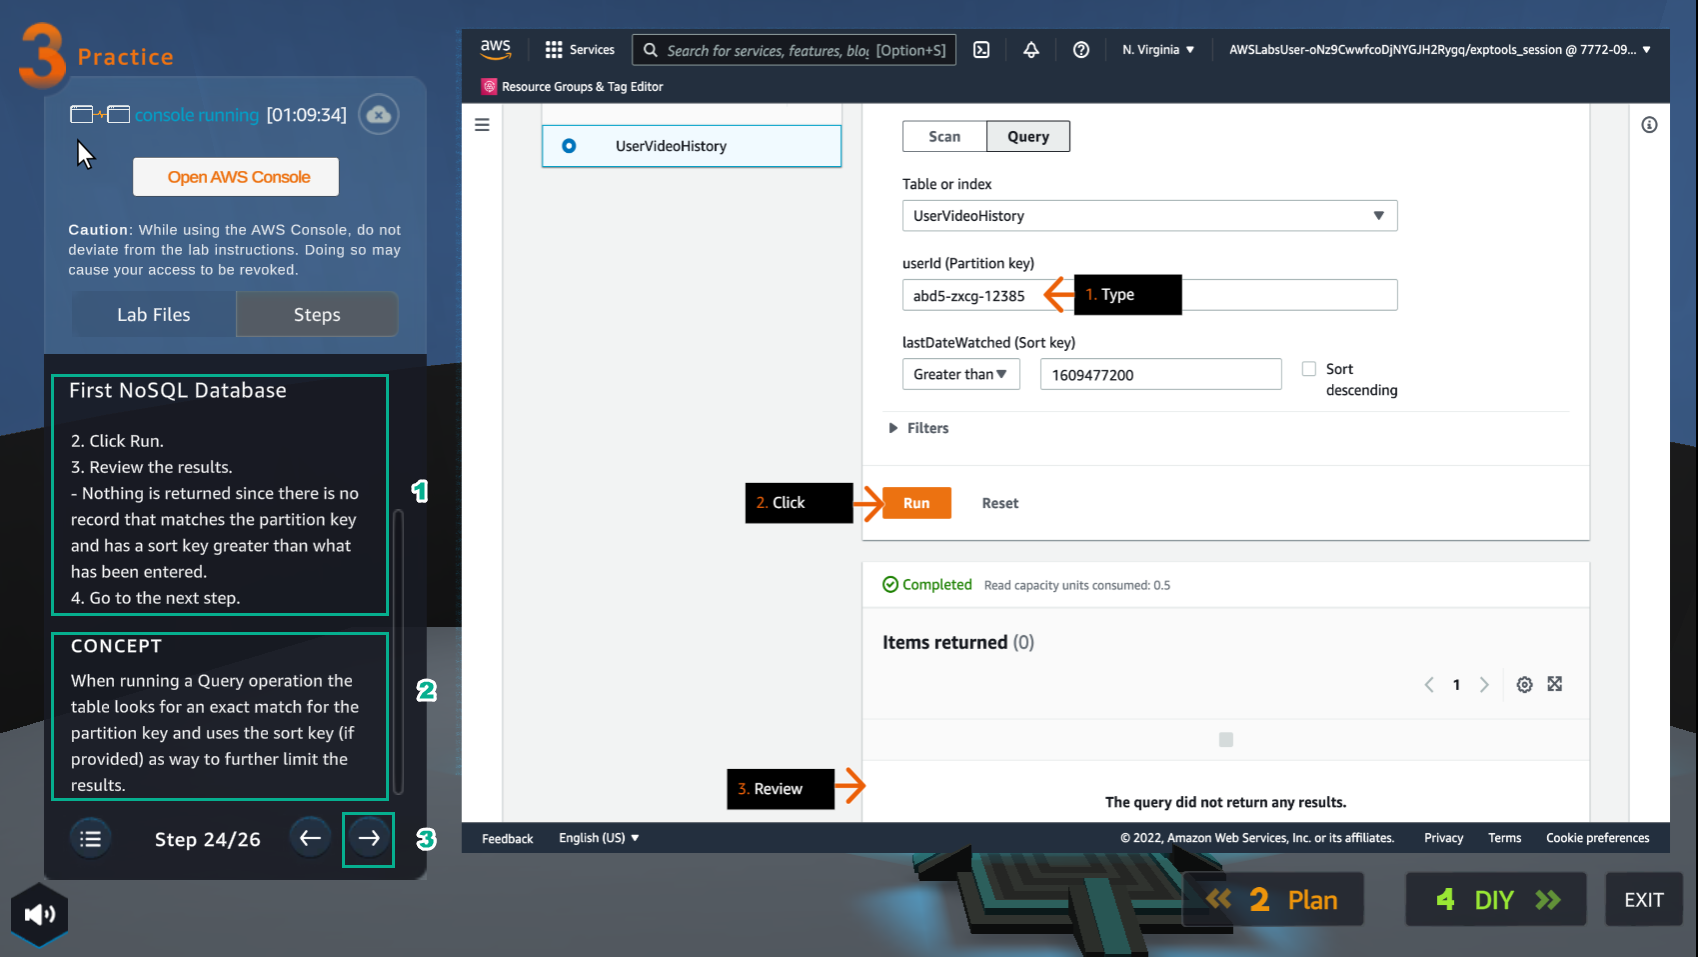 3 Practice
console running [01:09:34]
Open AWS Console
Caution: While using the AWS Console, do not
deviate from the lab instructions. Doing so may
cause your access to be revoked.
Lab Files
Steps
First NoSQL Database
2. Click Run.
3. Review the results.
- Nothing is returned since there is no
record that matches the partition key
and has a sort key greater than what
has been entered.
4. Go to the next step.
1
CONCEPT
When running a Query operation the
table looks for an exact match for the
partition key and uses the sort key (if
provided) as way to further limit the
results.
2
Step 24/26
3
aws
Services
Search for services, features, blog [Option+S]
N. Virginia
AWSLabsUser-oNz9CwwfcoDjNYGJH2Rygq/exptools_session @ 7772-09...
Resource Groups & Tag Editor
UserVideoHistory
Scan
Query
Table or index
UserVideoHistory
userId (Partition key)
abd5-zxcg-12385
1. Type
lastDateWatched (Sort key)
Greater than
1609477200
Sort
descending
Filters
2. Click
Run
Reset
Completed
Read capacity units consumed: 0.5
Items returned (0)
1
3. Review
The query did not return any results.
Feedback
English (US)
© 2022, Amazon Web Services, Inc. or its affiliates.
Privacy
Terms
Cookie preferences
2 Plan
4 DIY
EXIT